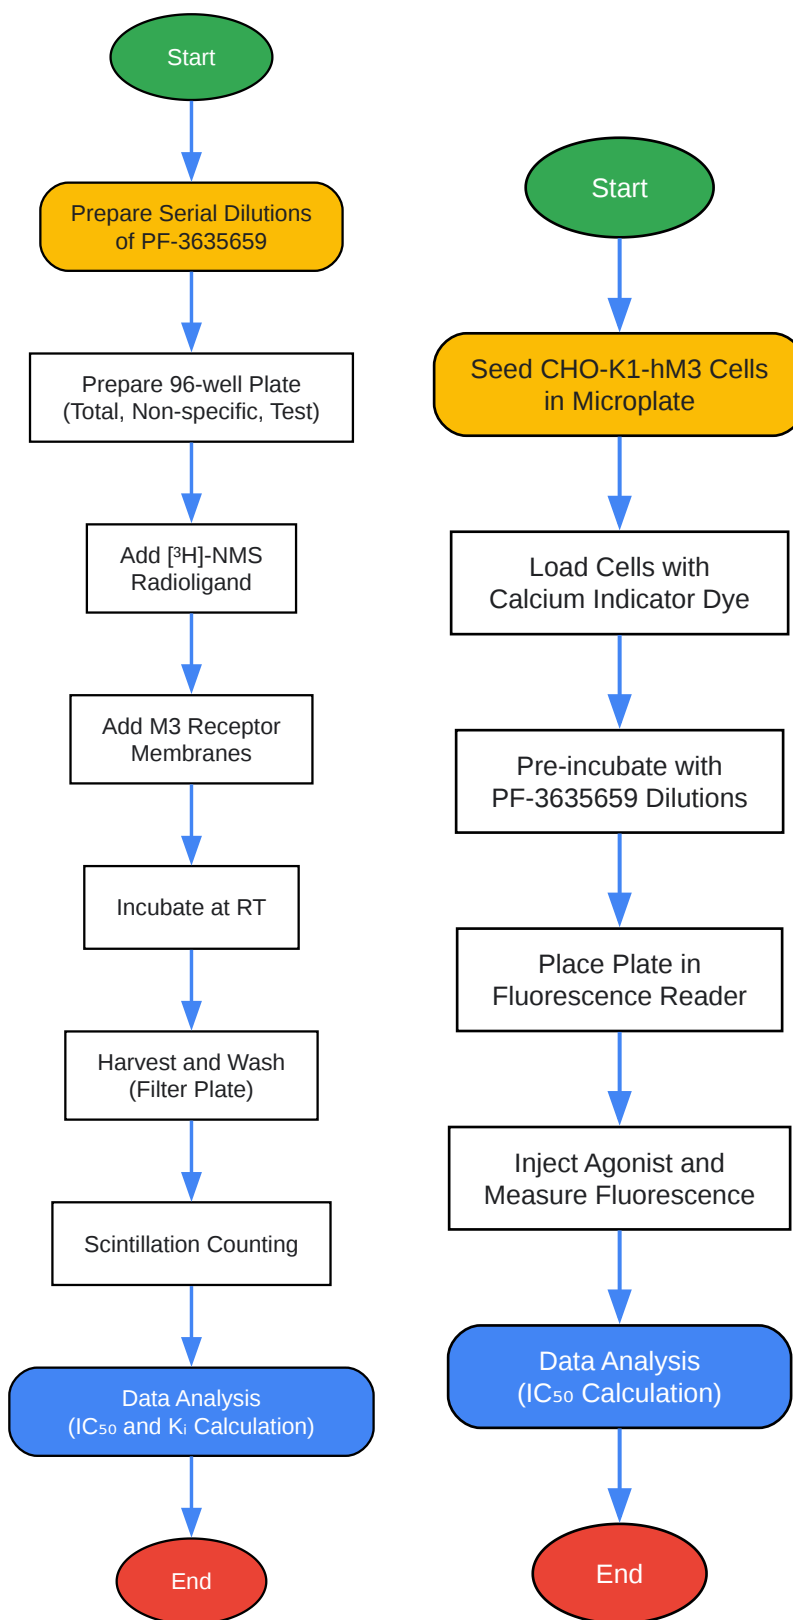 Start
Prepare Serial Dilutions
of PF-3635659
Prepare 96-well Plate
(Total, Non-specific, Test)
Add [³H]-NMS
Radioligand
Add M3 Receptor
Membranes
Incubate at RT
Harvest and Wash
(Filter Plate)
Scintillation Counting
Data Analysis
(IC₅₀ and Kᵢ Calculation)
End
Start
Seed CHO-K1-hM3 Cells
in Microplate
Load Cells with
Calcium Indicator Dye
Pre-incubate with
PF-3635659 Dilutions
Place Plate in
Fluorescence Reader
Inject Agonist and
Measure Fluorescence
Data Analysis
(IC₅₀ Calculation)
End